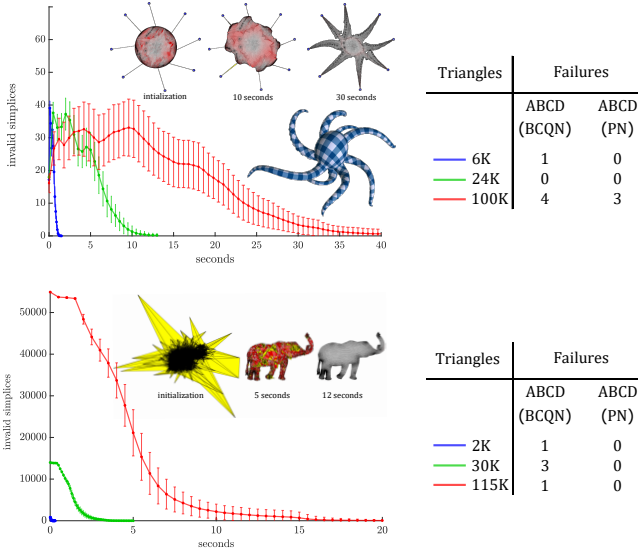 60
50
40
30
20
10
0
invalid simplices
0
5
10
15
20
25
30
35
40
seconds
intialization
10 seconds
30 seconds
Triangles
Failures
ABCD
(BCQN)
ABCD
(PN)
6K 1 0
24K 0 0
100K 4 3
50000
40000
30000
20000
10000
0
invalid simplices
0
5
10
15
20
seconds
initialization
5 seconds
12 seconds
Triangles
Failures
ABCD
(BCQN)
ABCD
(PN)
2K 1 0
30K 3 0
115K 1 0